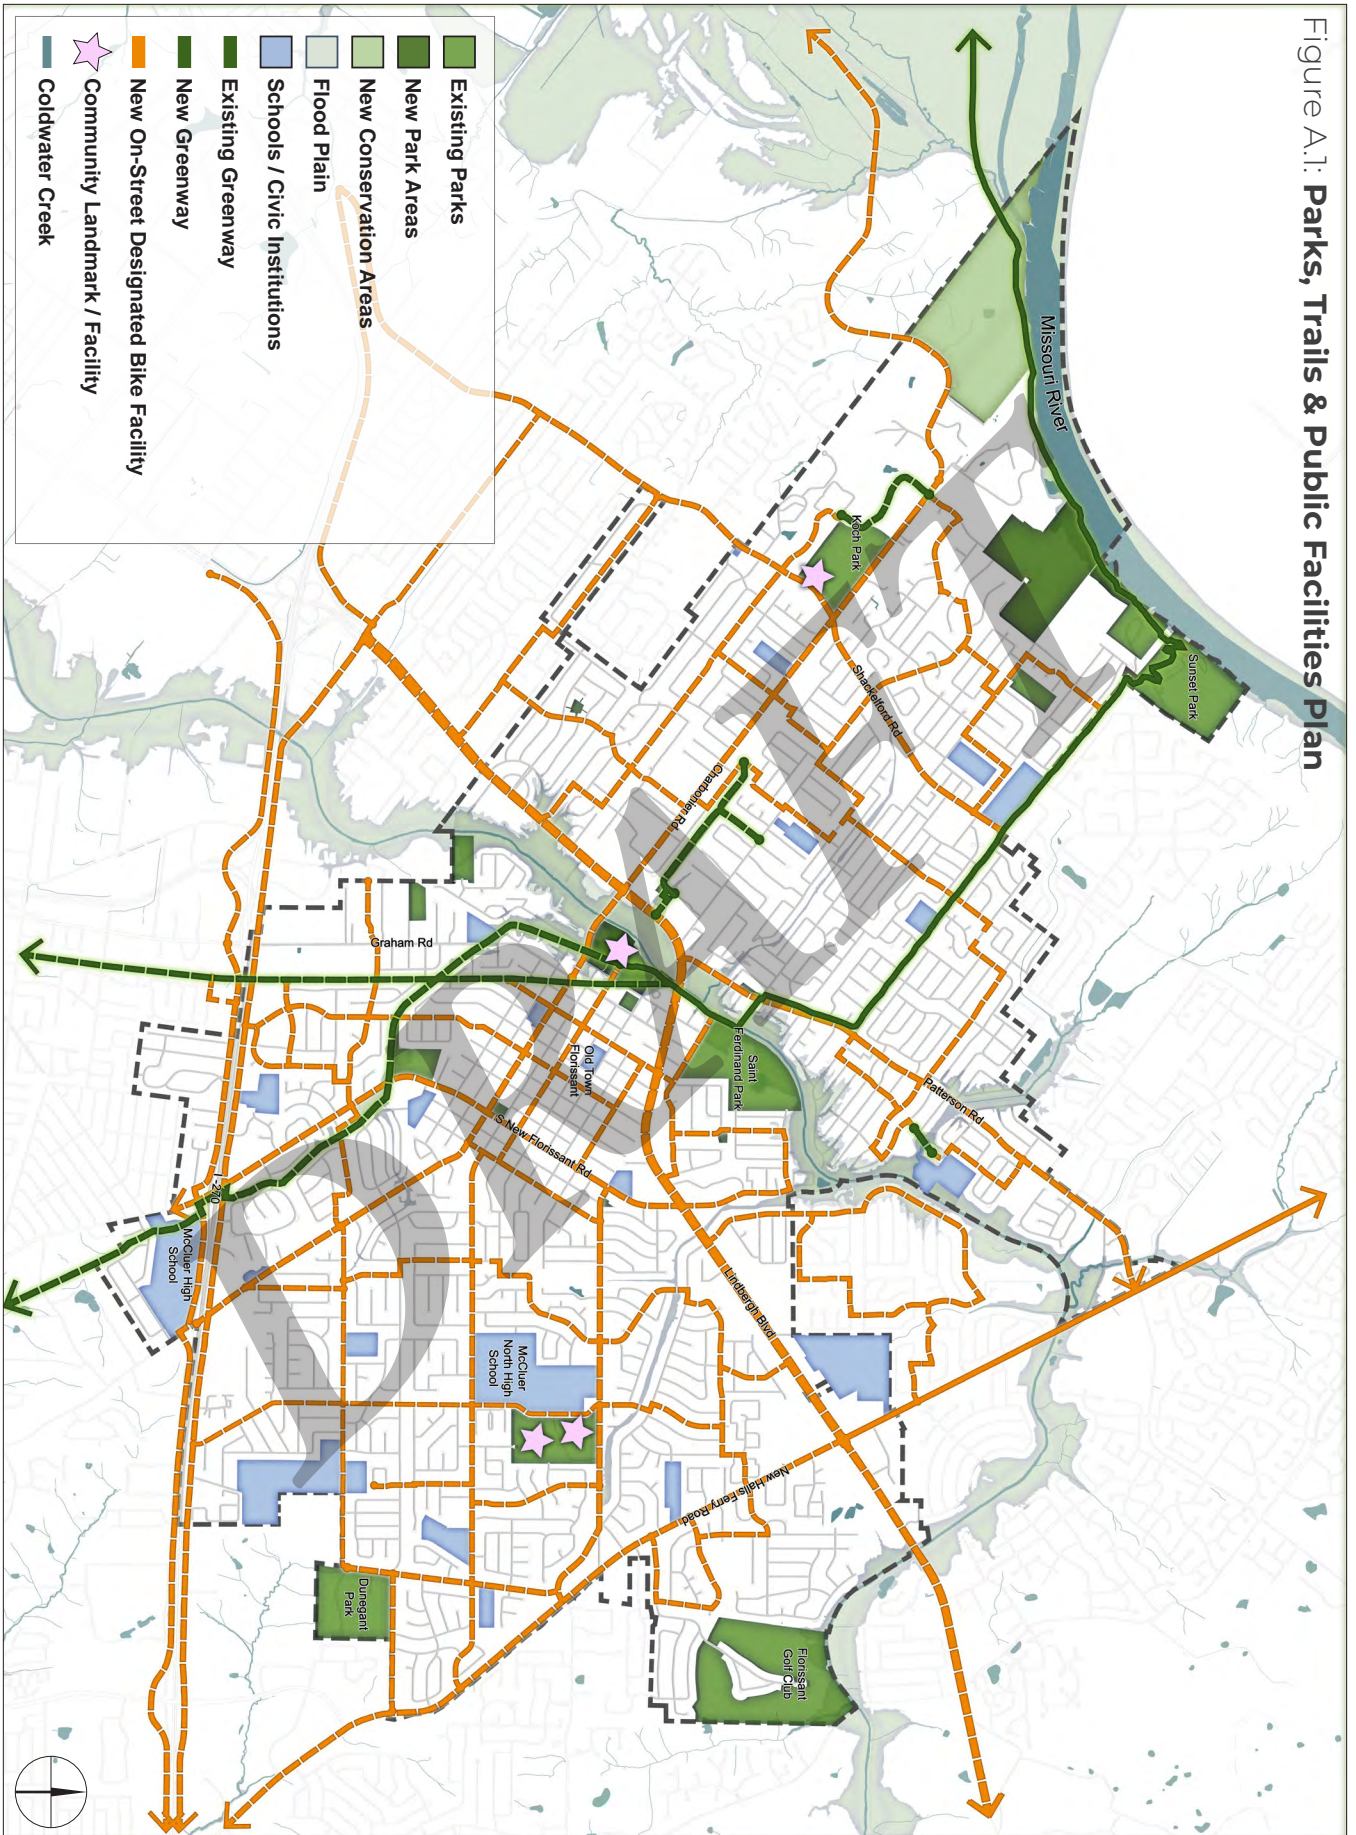 Figure A.1: Parks, Trails & Public Facilities Plan
Existing Parks
New Park Areas
New Conservation Areas
Flood Plain
Schools / Civic Institutions
Existing Greenway
New Greenway
New On-Street Designated Bike Facility
Community Landmark / Facility
Coldwater Creek
Missouri River
Koch Park
Sunset Park
Shackelford Rd
Charbonier Rd
Graham Rd
Old Town
Florissant
Saint
Ferdinand Park
Patterson Rd
S New Florissant Rd
I-270
McCluer High
School
McCluer
North High
School
Lindbergh Blvd
New Halls Ferry Road
Dunegant
Park
Florissant
Golf Club
DRAFT